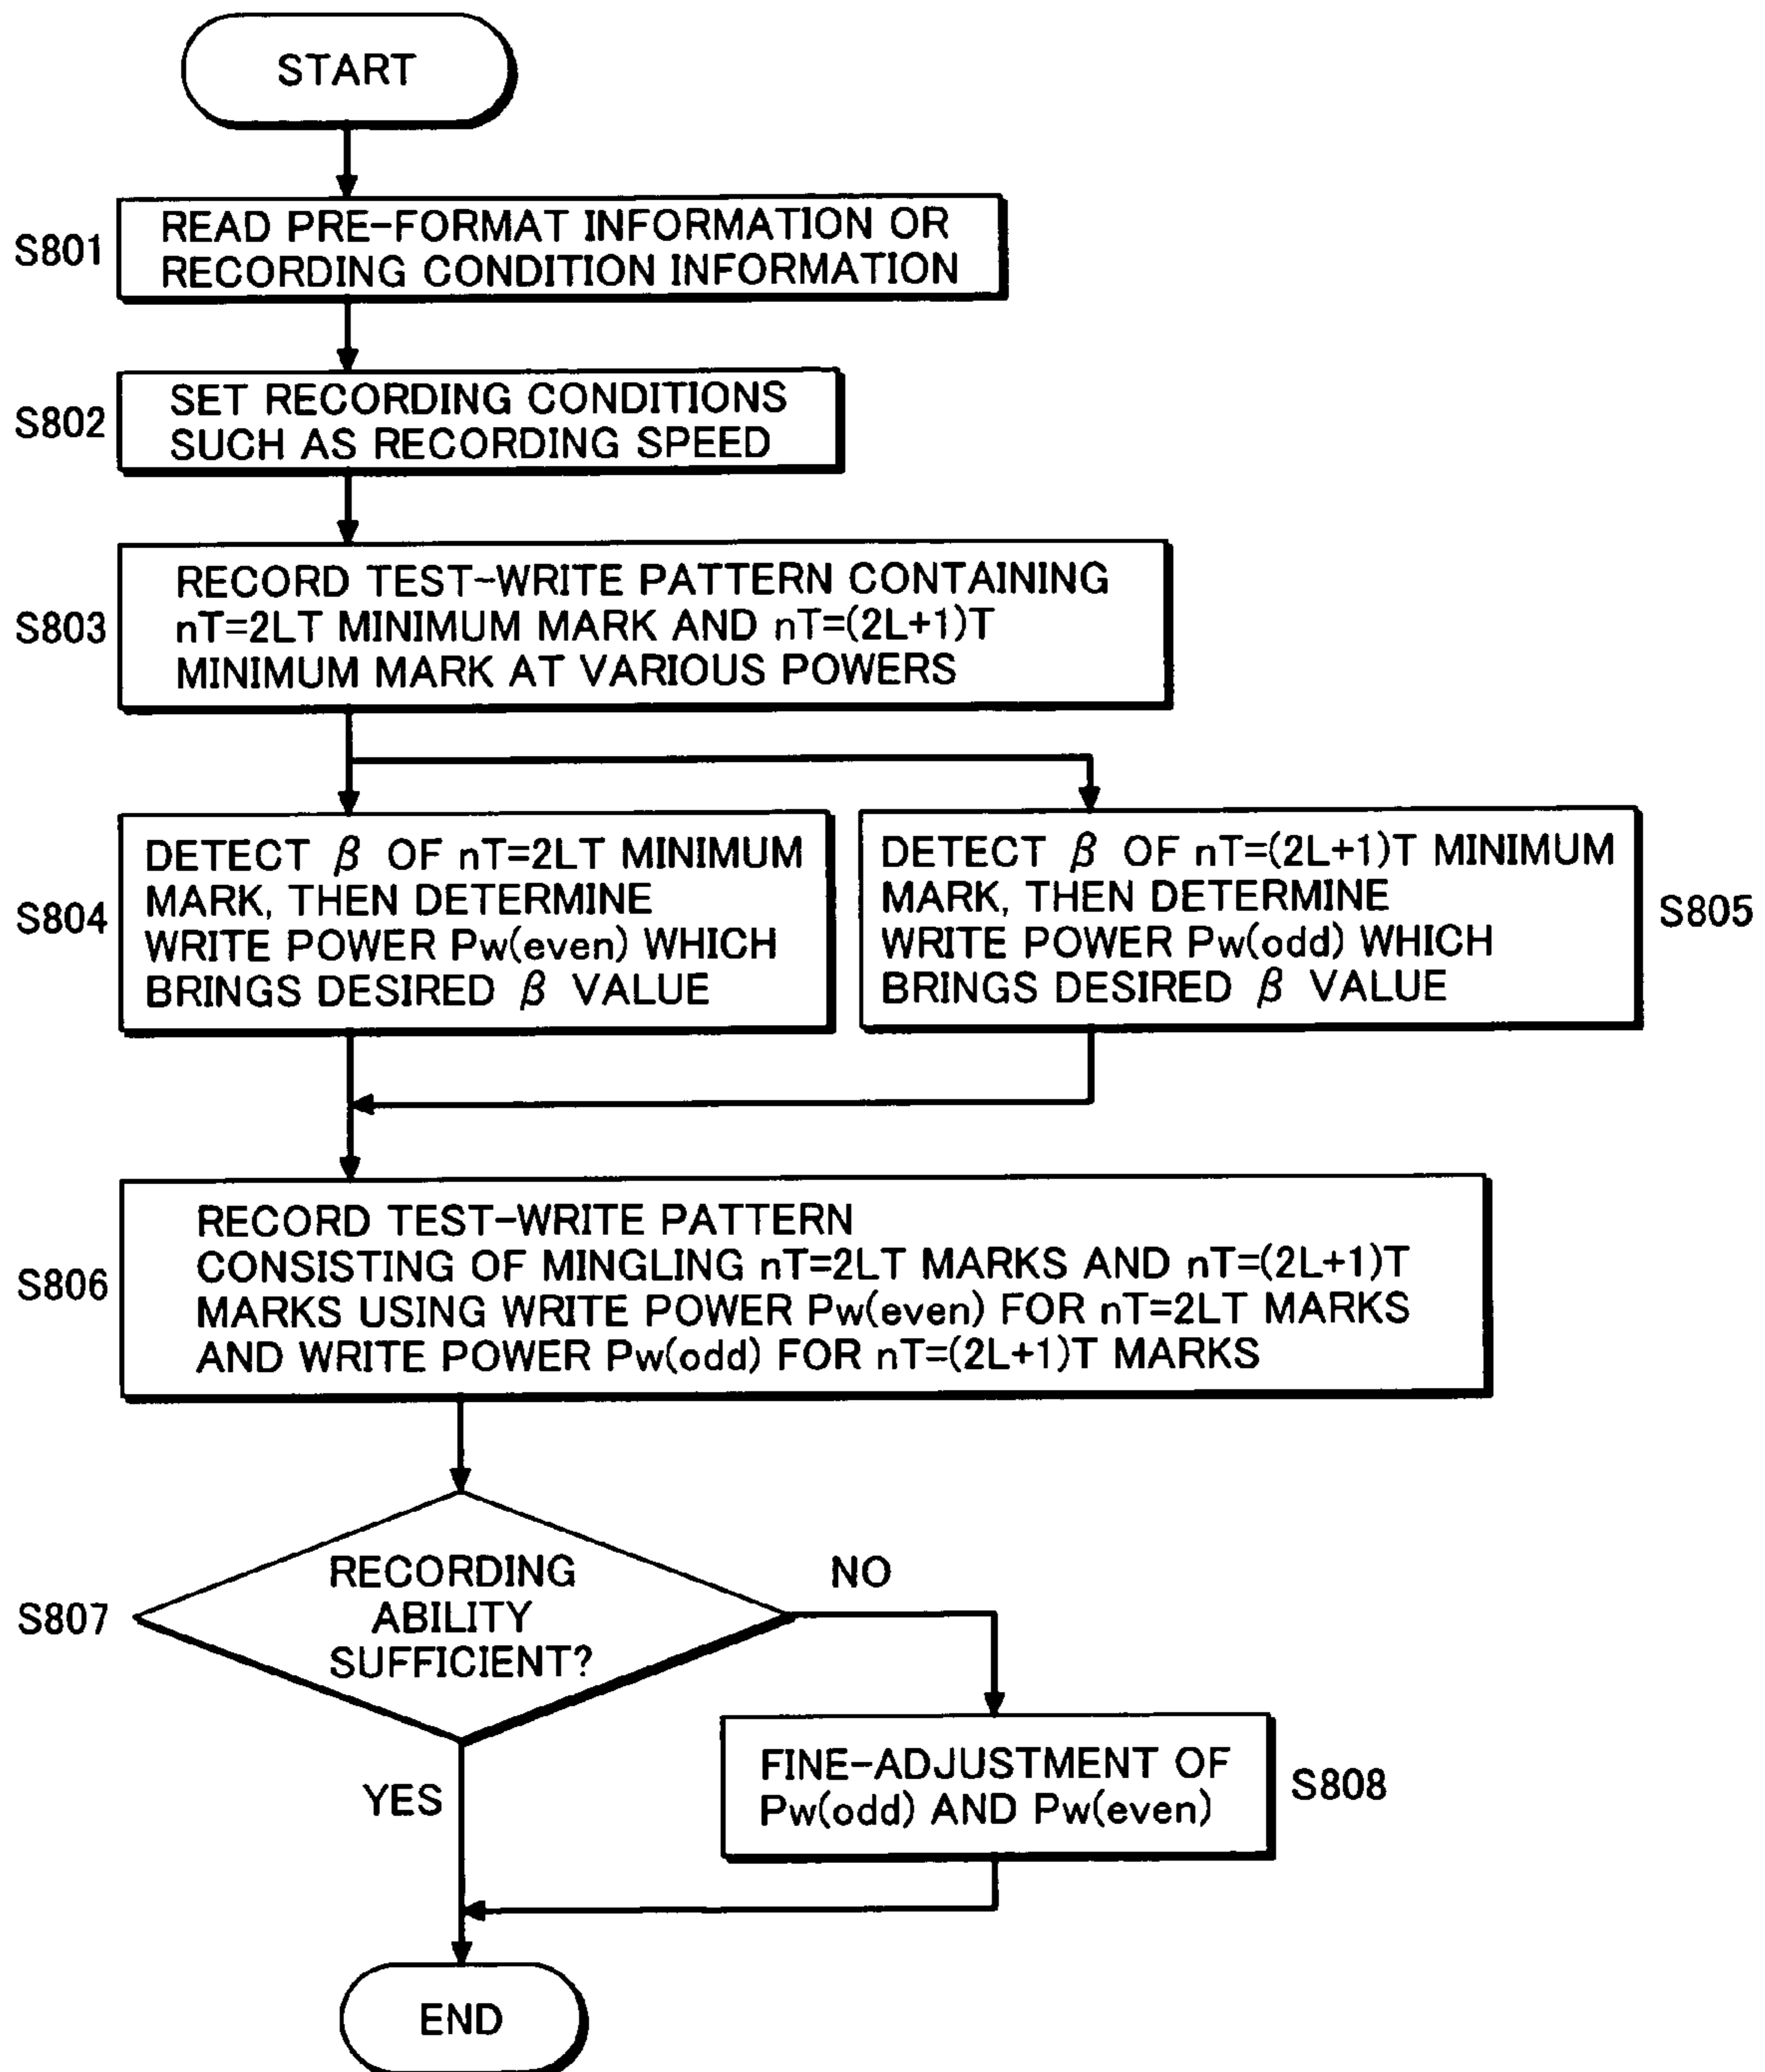 START
S801
READ PRE-FORMAT INFORMATION OR
RECORDING CONDITION INFORMATION
S802
SET RECORDING CONDITIONS
SUCH AS RECORDING SPEED
S803
RECORD TEST-WRITE PATTERN CONTAINING
nT=2LT MINIMUM MARK AND nT=(2L+1)T
MINIMUM MARK AT VARIOUS POWERS
S804
DETECT β OF nT=2LT MINIMUM
MARK, THEN DETERMINE
WRITE POWER Pw(even) WHICH
BRINGS DESIRED β VALUE
DETECT β OF nT=(2L+1)T MINIMUM
MARK, THEN DETERMINE
WRITE POWER Pw(odd) WHICH
BRINGS DESIRED β VALUE
S805
S806
RECORD TEST-WRITE PATTERN
CONSISTING OF MINGLING nT=2LT MARKS AND nT=(2L+1)T
MARKS USING WRITE POWER Pw(even) FOR nT=2LT MARKS
AND WRITE POWER Pw(odd) FOR nT=(2L+1)T MARKS
S807
RECORDING
ABILITY
SUFFICIENT?
NO
YES
FINE-ADJUSTMENT OF
Pw(odd) AND Pw(even)
S808
END